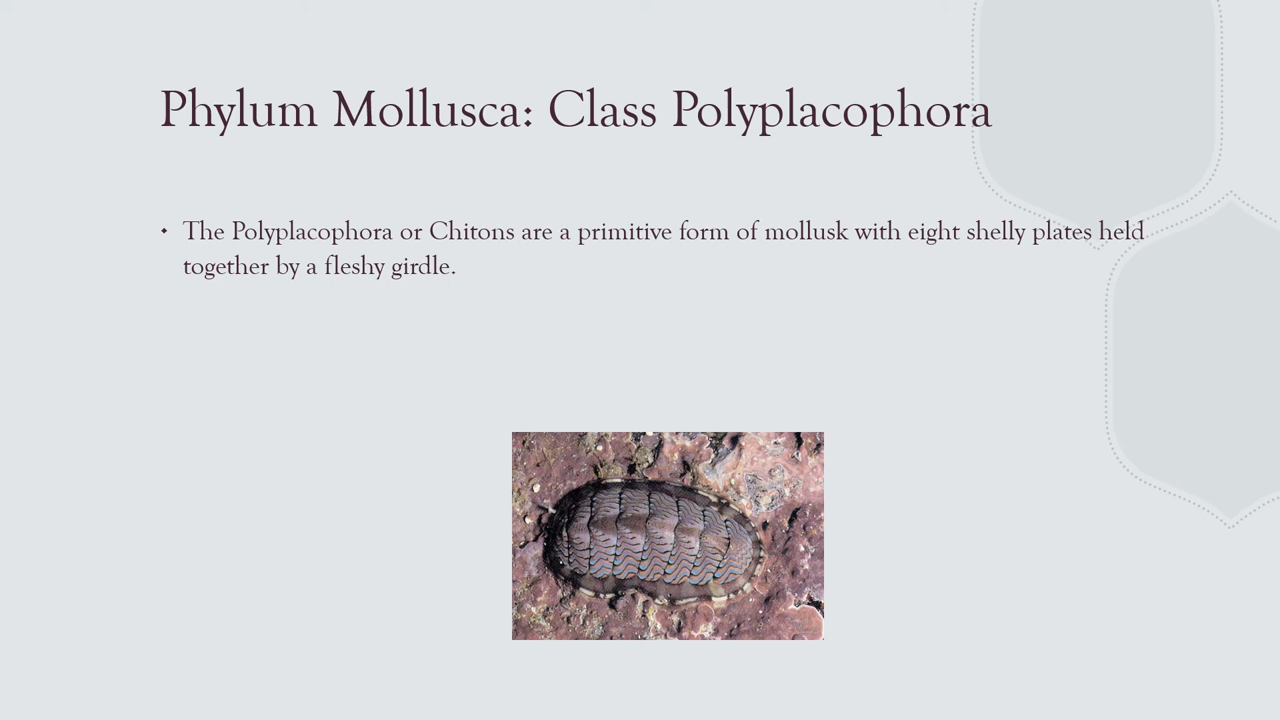 Phylum Mollusca: Class Polyplacophora
• The Polyplacophora or Chitons are a primitive form of mollusk with eight shelly plates held
together by a fleshy girdle.